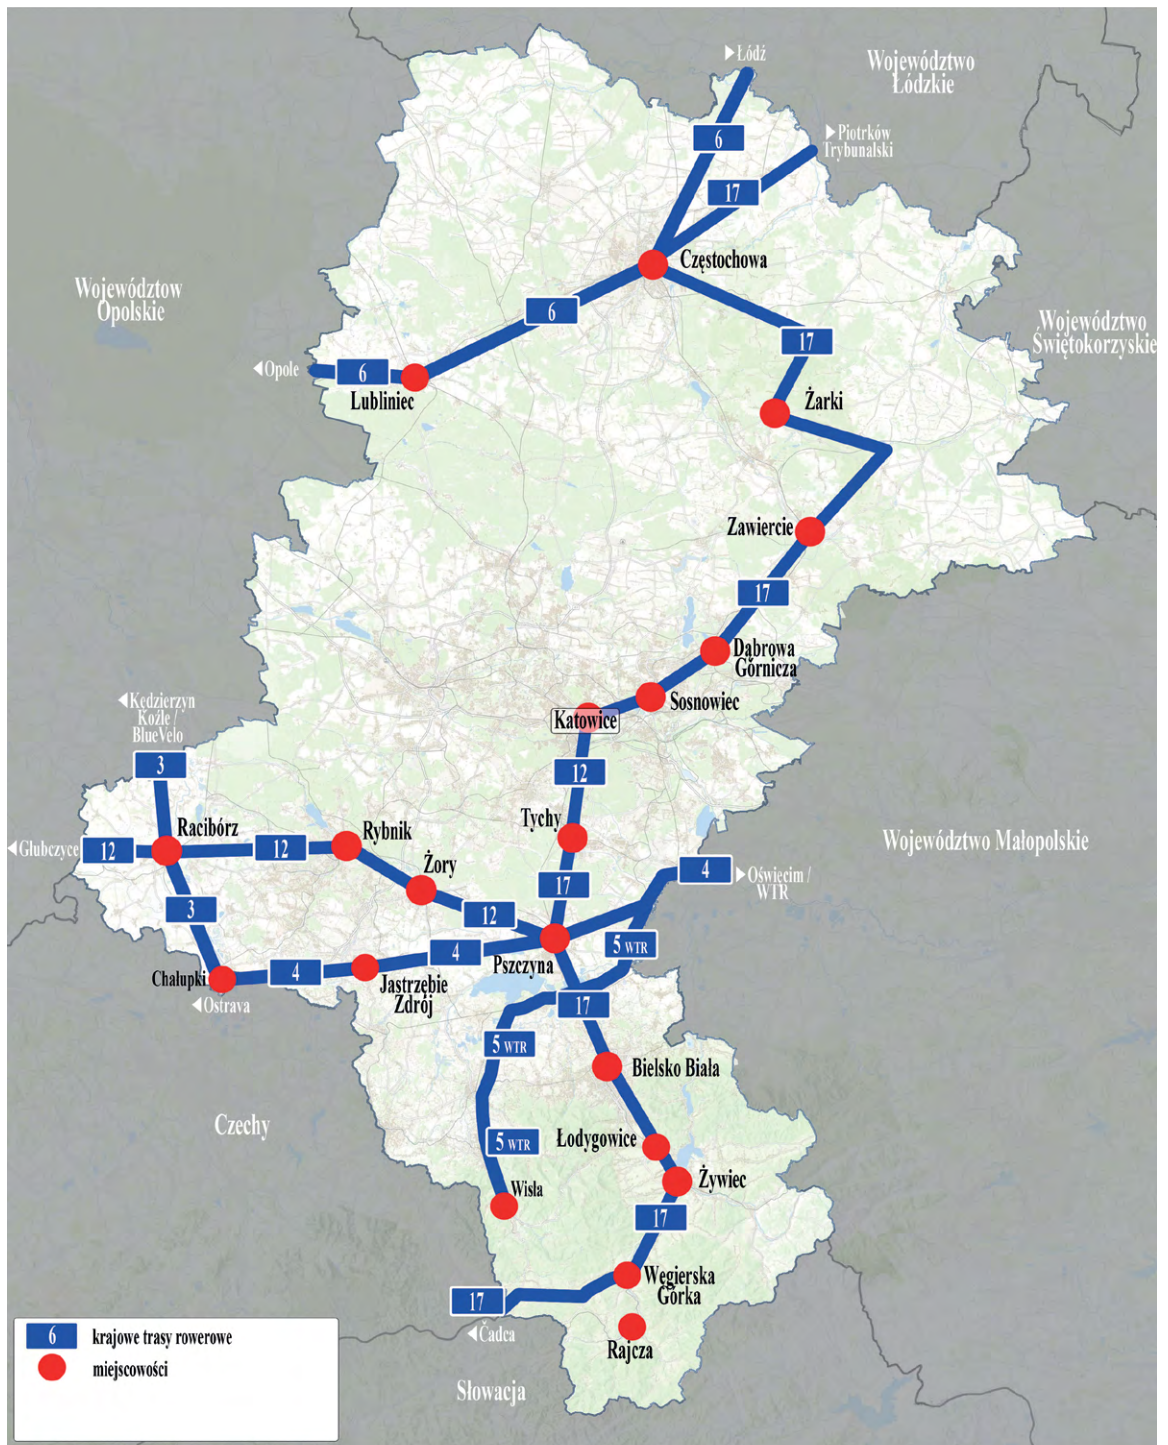 Łódź
Województwo
Łódzkie
6
Piotrków
Trybunalski
17
Częstochowa
Województow
Opolskie
6
Województwo
Świętokorzyskie
17
Opole
6
Lubliniec
Żarki
Zawiercie
17
Dąbrowa
Górnicza
Sosnowiec
Kędzierzyn
Koźle /
BlueVelo
Katowice
3
12
Racibórz
Rybnik
Tychy
Województwo Małopolskie
Głubczyce
12
12
Żory
17
4
Oświęcim /
WTR
3
12
5 WTR
4
Pszczyna
4
Chałupki
Jastrzębie
Zdrój
Ostrava
17
5 WTR
Bielsko Biała
Czechy
5 WTR
Łodygowice
Żywiec
Wisła
17
Węgierska
Górka
17
Čadca
Rajcza
Słowacja
6
krajowe trasy rowerowe
miejscowości